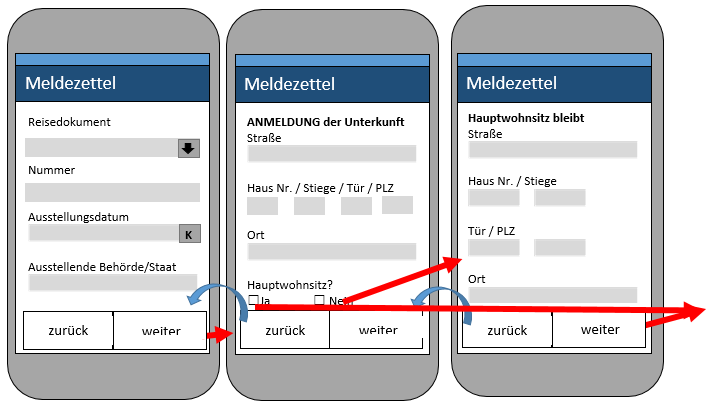 Meldezettel
Reisedokument
Nummer
Ausstellungsdatum
K
Ausstellende Behörde/Staat
zurück weiter
Meldezettel
ANMELDUNG der Unterkunft
Straße
Haus Nr. / Stiege / Tür / PLZ
Ort
Hauptwohnsitz?
Ja Nein
zurück weiter
Meldezettel
Hauptwohnsitz bleibt
Straße
Haus Nr. / Stiege
Tür / PLZ
Ort
zurück weiter